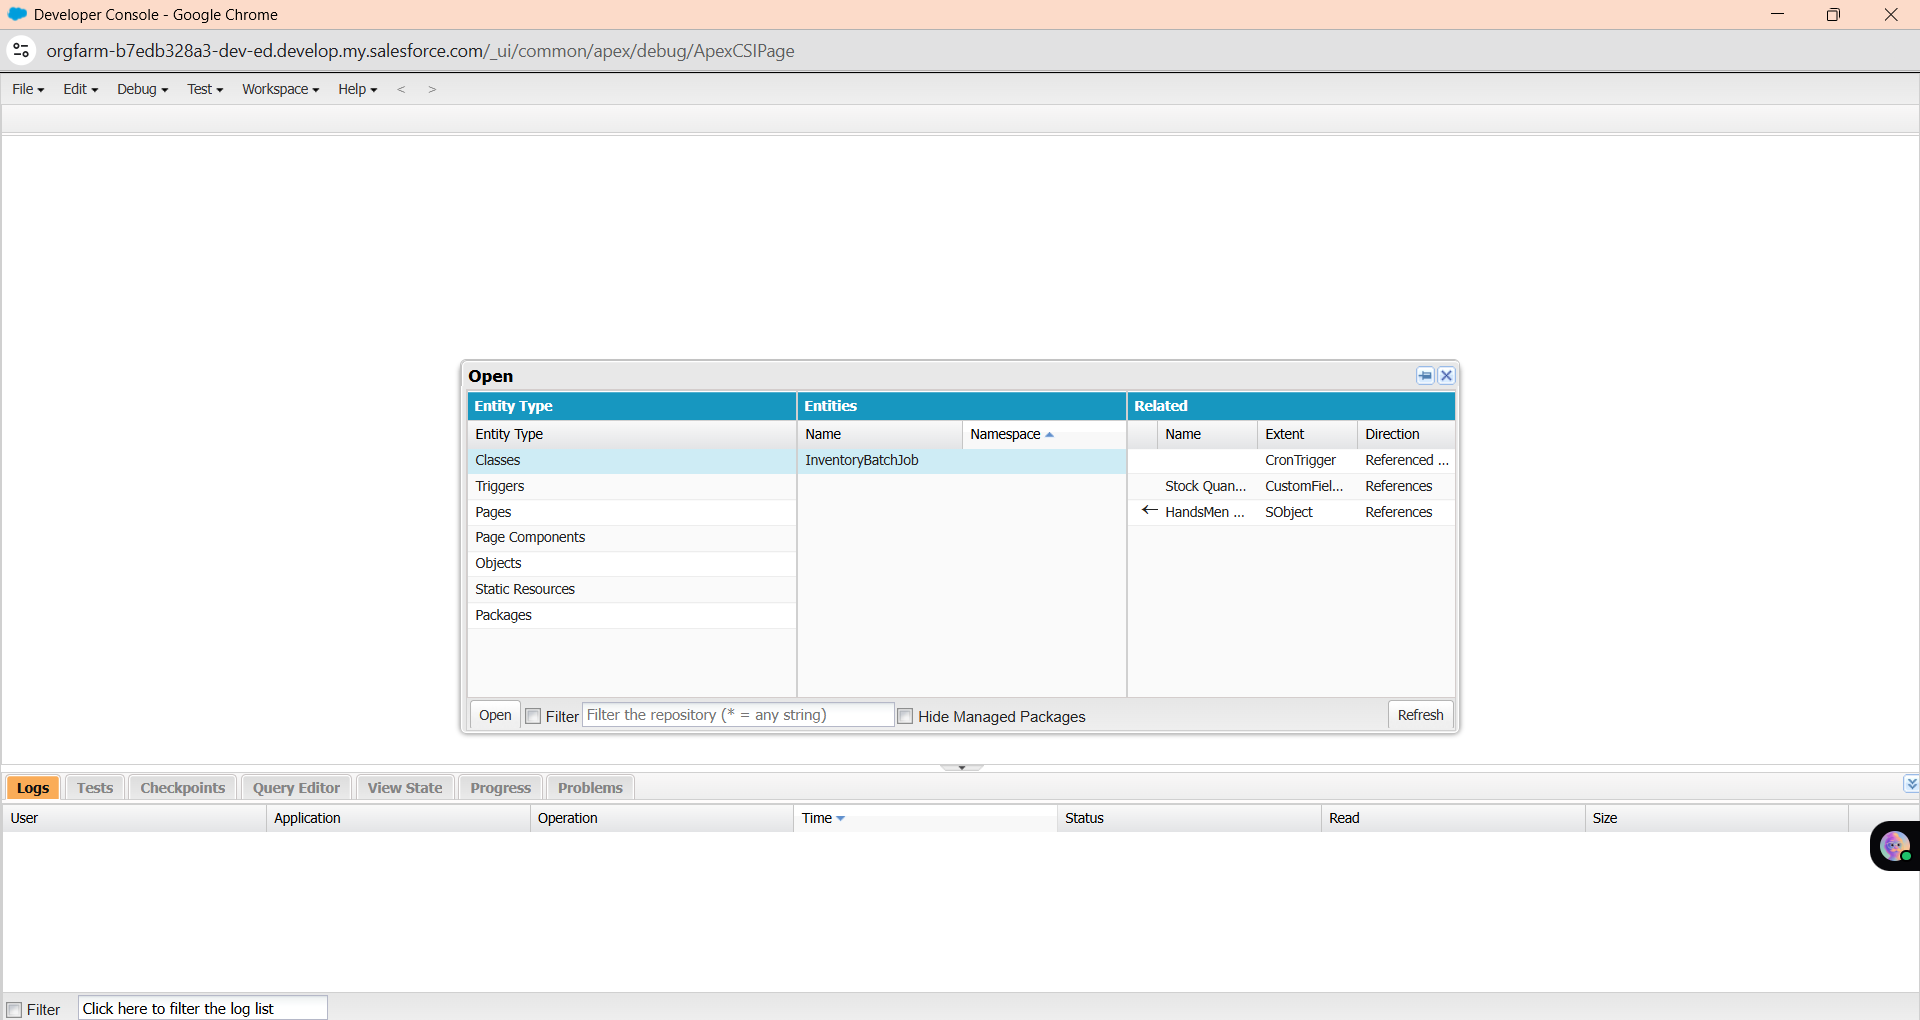 Developer Console - Google Chrome
orgfarm-b7edb328a3-dev-ed.develop.my.salesforce.com/_ui/common/apex/debug/ApexCSIPage
File Edit Debug Test Workspace Help < >
Open
Entity Type Entities Related
Entity Type Name Namespace Name Extent Direction
Classes InventoryBatchJob CronTrigger Referenced ...
Triggers Stock Quan... CustomFiel... References
Pages HandsMen ... SObject References
Page Components
Objects
Static Resources
Packages
Open Filter Filter the repository (* = any string) Hide Managed Packages Refresh
Logs Tests Checkpoints Query Editor View State Progress Problems
User Application Operation Time Status Read Size
Filter Click here to filter the log list